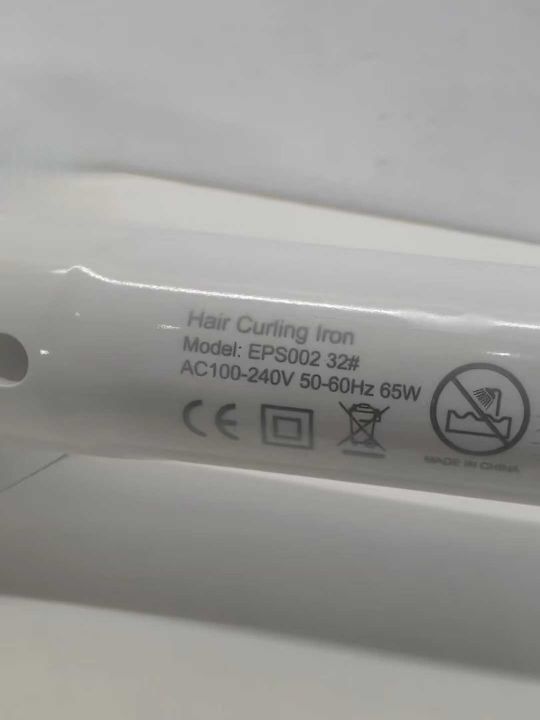 Hair Curling Iron
Model: EPS002 32#
AC100-240V 50-60Hz 65W
CE
MADE IN CHINA